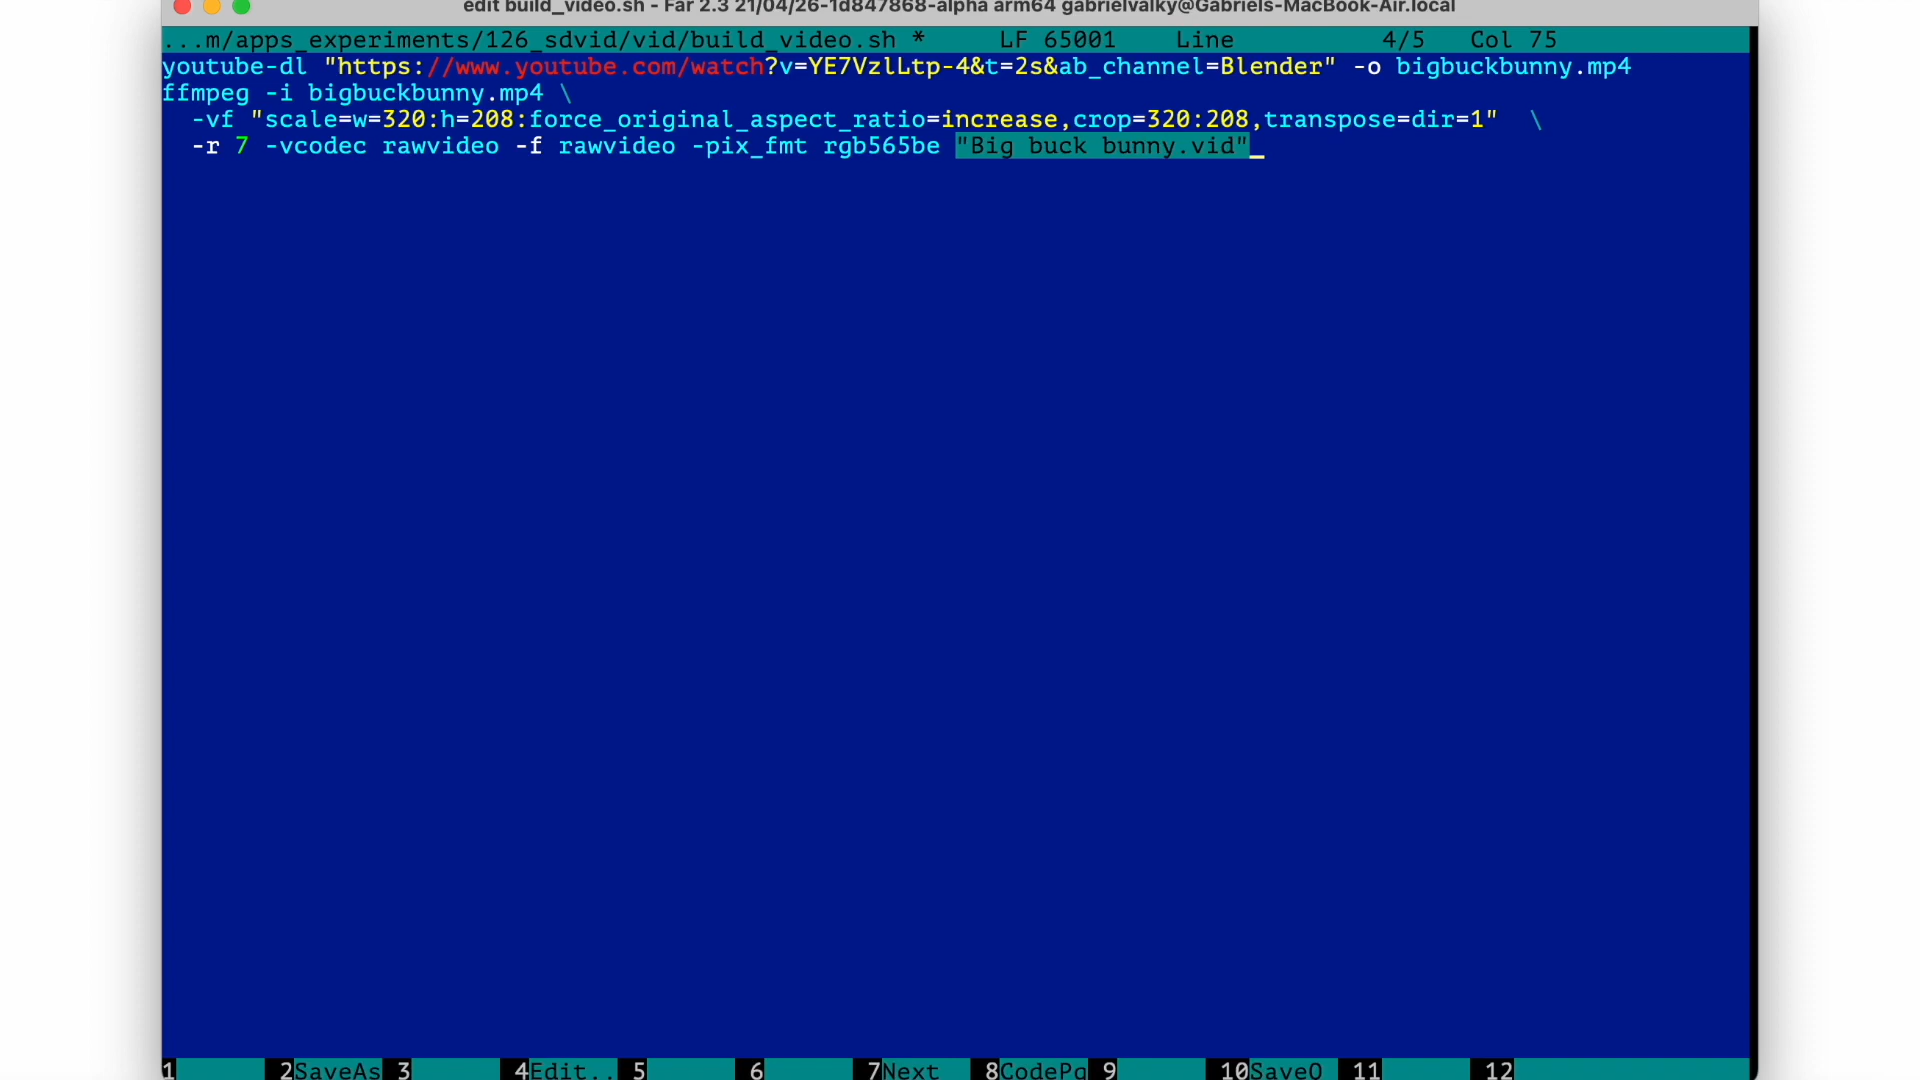 edit build_video.sh - Far 2.3 21/04/26-1d847868-alpha arm64 gabrielvalky@Gabriels-MacBook-Air.local
...m/apps_experiments/126_sdvid/vid/build_video.sh * LF 65001 Line 4/5 Col 75
youtube-dl "https://www.youtube.com/watch?v=YE7VzlLtp-4&t=2s&ab_channel=Blender" -o bigbuckbunny.mp4
ffmpeg -i bigbuckbunny.mp4 \
-vf "scale=w=320:h=208:force_original_aspect_ratio=increase,crop=320:208,transpose=dir=1" \
-r 7 -vcodec rawvideo -f rawvideo -pix_fmt rgb565be "Big buck bunny.vid"
1 2SaveAs 3 4Edit.. 5 6 7Next 8CodePg 9 10SaveO 11 12